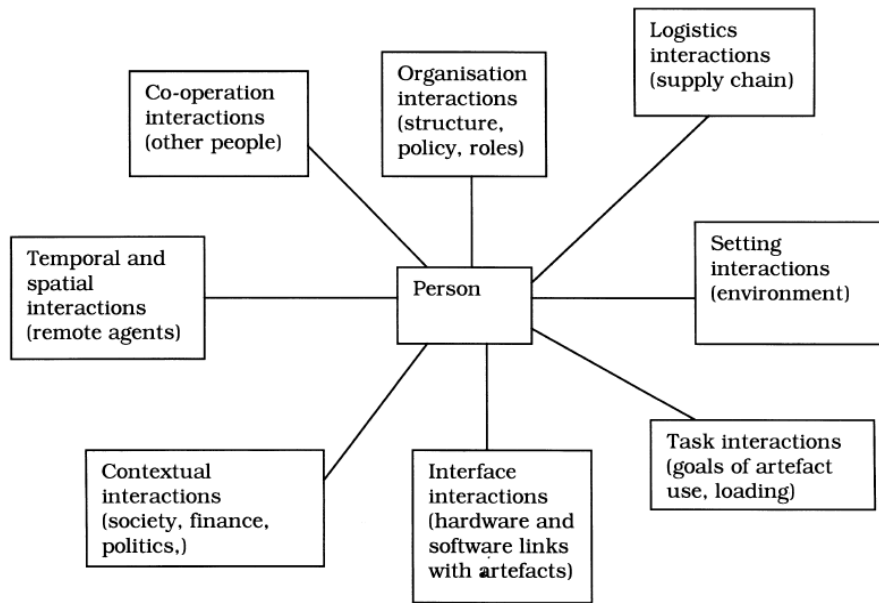 Logistics
interactions
(supply chain)
Organisation
interactions
(structure,
policy, roles)
Co-operation
interactions
(other people)
Setting
interactions
(environment)
Temporal and
spatial
interactions
(remote agents)
Person
Task interactions
(goals of artefact
use, loading)
Contextual
interactions
(society, finance,
politics,)
Interface
interactions
(hardware and
software links
with artefacts)